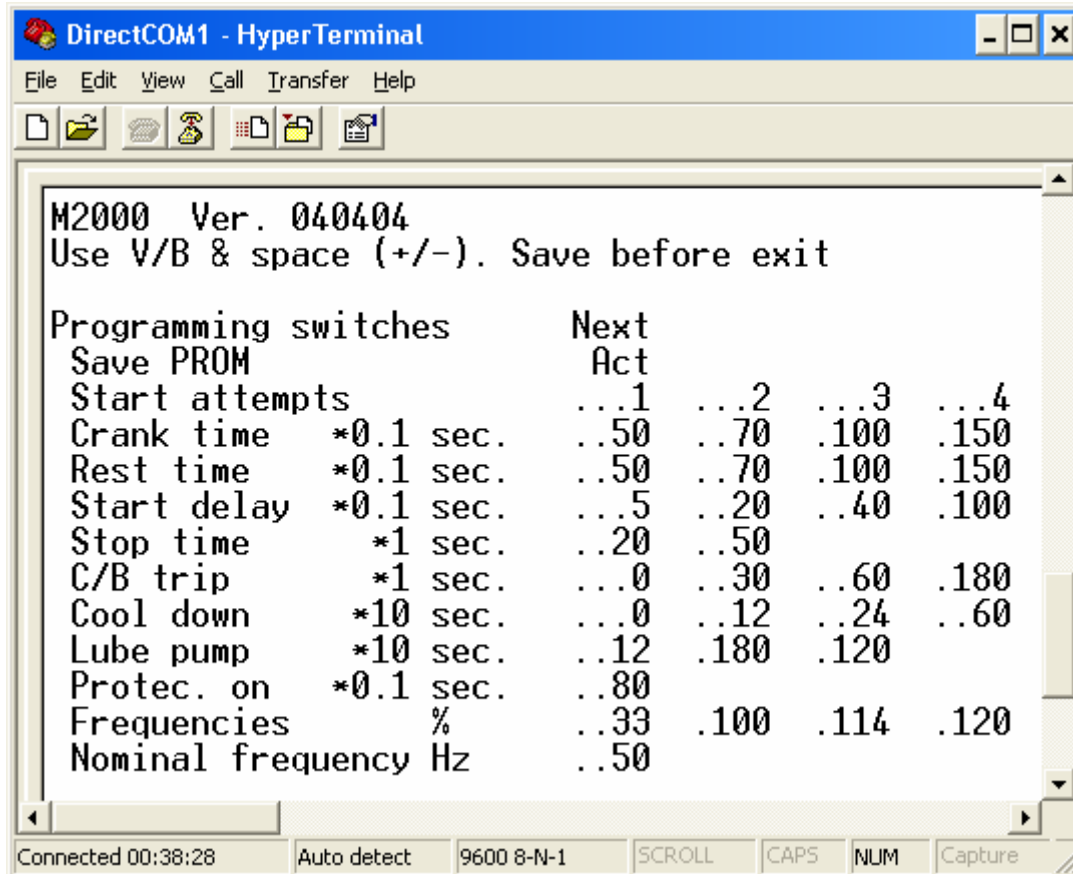 DirectCOM1 - HyperTerminal
File Edit View Call Transfer Help
M2000  Ver. 040404
Use V/B & space (+/-). Save before exit
Programming switches      Next
 Save PROM                 Act
 Start attempts           ...1  ...2  ...3  ...4
 Crank time   *0.1 sec.   ..50  ..70  .100  .150
 Rest time    *0.1 sec.   ..50  ..70  .100  .150
 Start delay  *0.1 sec.   ...5  ..20  ..40  .100
 Stop time      *1 sec.   ..20  ..50
 C/B trip       *1 sec.   ...0  ..30  ..60  .180
 Cool down     *10 sec.   ...0  ..12  ..24  ..60
 Lube pump     *10 sec.   ..12  .180  .120
 Protec. on   *0.1 sec.   ..80
 Frequencies       %      ..33  .100  .114  .120
 Nominal frequency Hz     ..50
Connected 00:38:28 Auto detect 9600 8-N-1 SCROLL CAPS NUM Capture